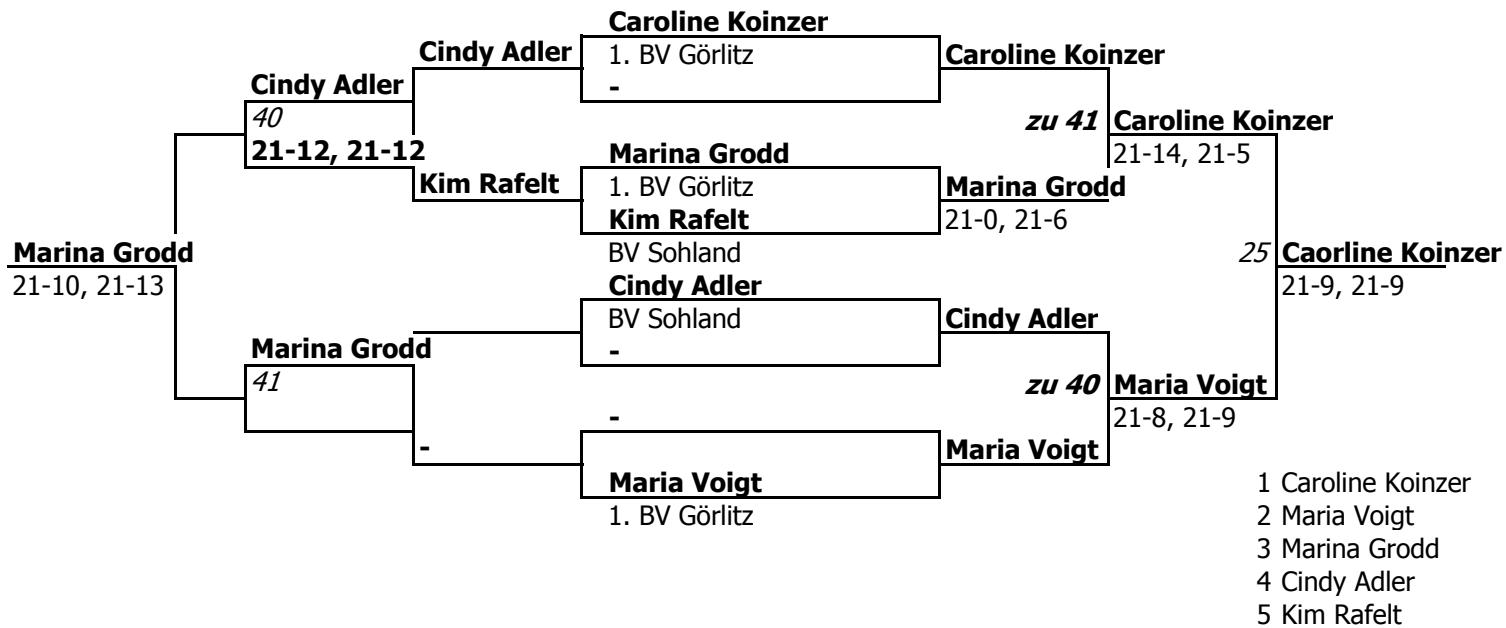 Caroline Koinzer
Cindy Adler 1. BV Görlitz Caroline Koinzer
Cindy Adler -
40 zu 41 Caroline Koinzer
21-12, 21-12 Marina Grodd 21-14, 21-5
Kim Rafelt 1. BV Görlitz Marina Grodd
Kim Rafelt 21-0, 21-6
Marina Grodd BV Sohland 25 Caorline Koinzer
21-10, 21-13 Cindy Adler 21-9, 21-9
BV Sohland Cindy Adler
Marina Grodd -
41 zu 40 Maria Voigt
- 21-8, 21-9
- Maria Voigt
Maria Voigt 1 Caroline Koinzer
1. BV Görlitz 2 Maria Voigt
3 Marina Grodd
4 Cindy Adler
5 Kim Rafelt